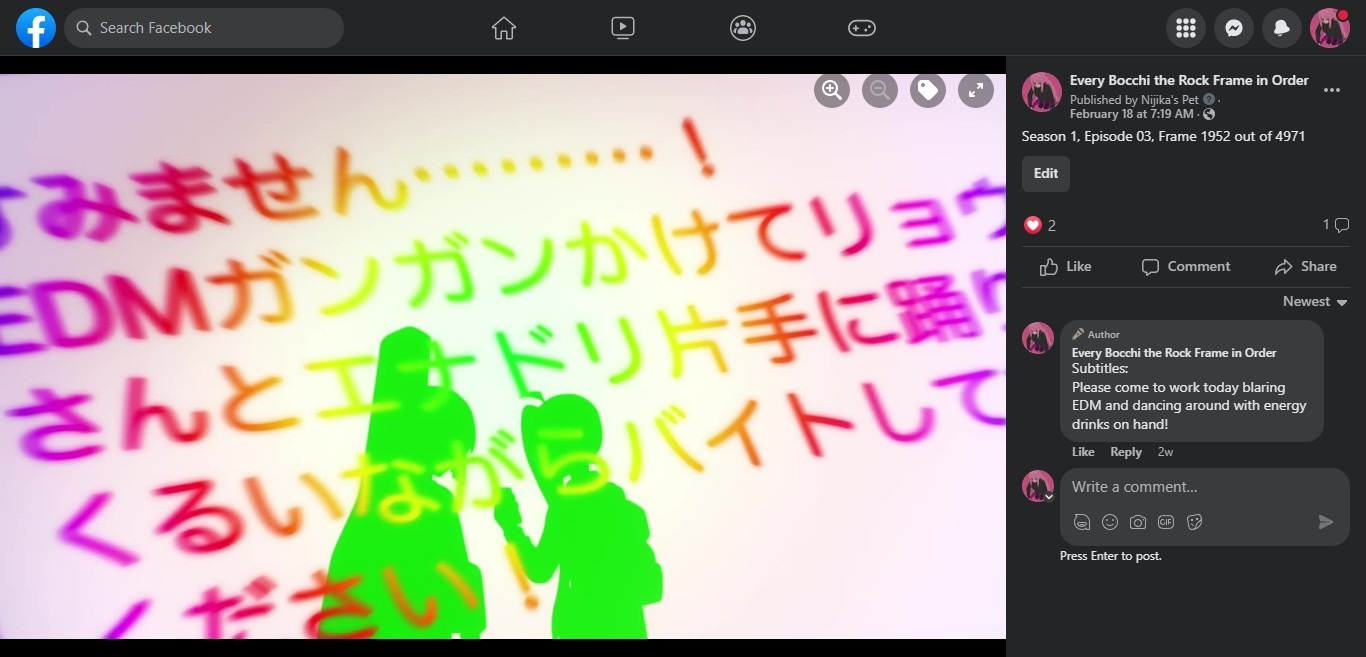 Search Facebook
すみません………！
EDMガンガンかけてリョウ
さんとエナドリ片手に踊り
くるいながらバイトして
ください！
Every Bocchi the Rock Frame in Order
Published by Nijika's Pet ·
February 18 at 7:19 AM ·
Season 1, Episode 03, Frame 1952 out of 4971
Edit
2
1
Like
Comment
Share
Newest
Author
Every Bocchi the Rock Frame in Order
Subtitles:
Please come to work today blaring
EDM and dancing around with energy
drinks on hand!
Like Reply 2w
Write a comment...
GIF
Press Enter to post.